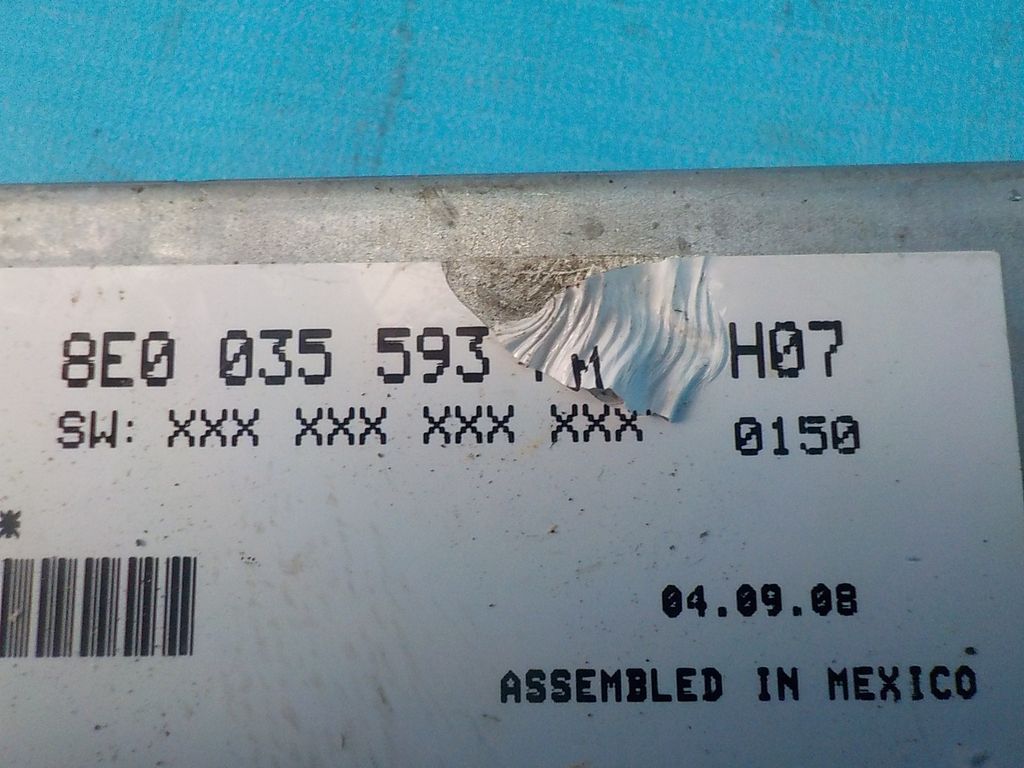 8E0 035 593 M H07
SW: XXX XXX XXX XXX 0150
*
04.09.08
ASSEMBLED IN MEXICO